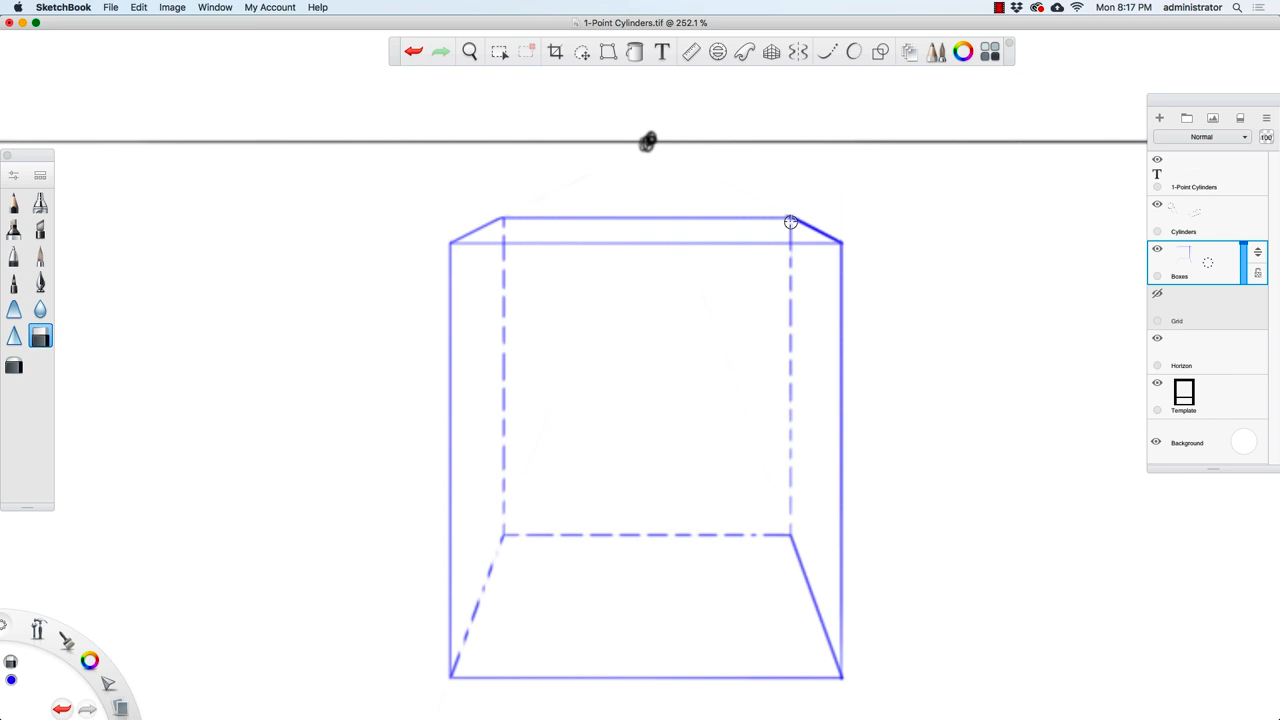 SketchBook File Edit Image Window My Account Help Mon 8:17 PM administrator
1-Point Cylinders.tif @ 252.1 %
T
Normal
100
T
1-Point Cylinders
Cylinders
Boxes
Grid
Horizon
Template
Background